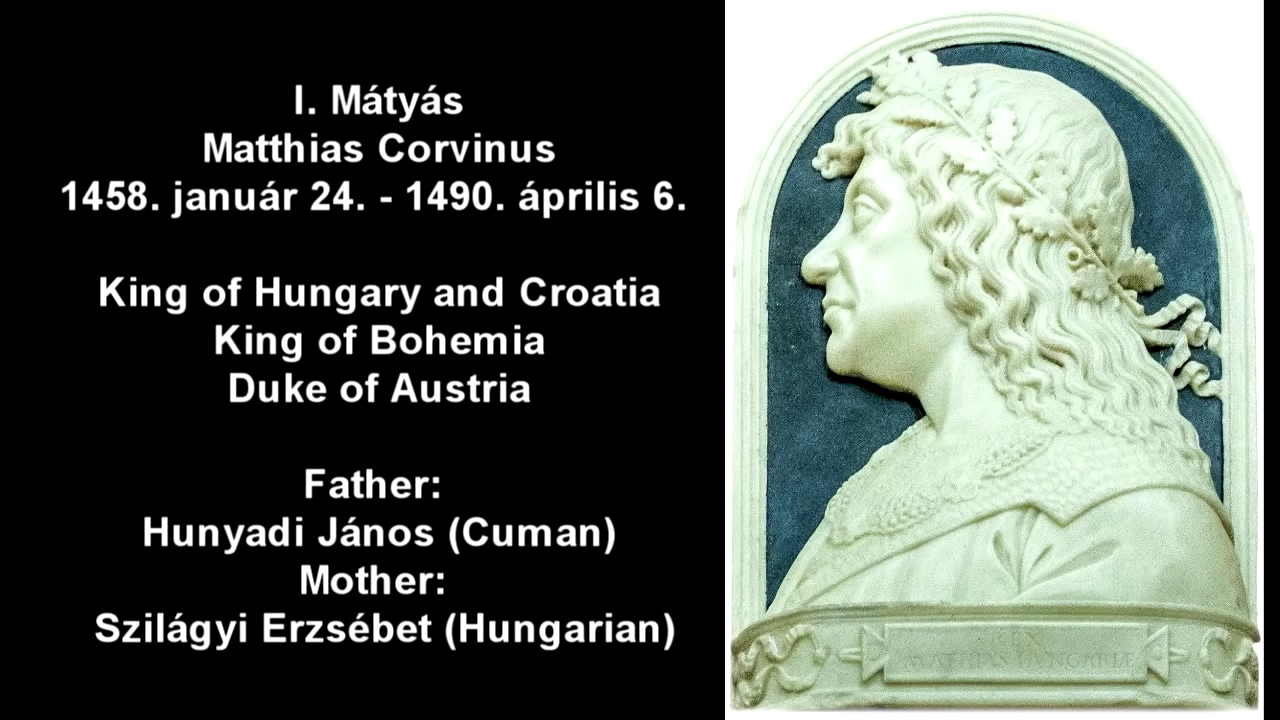 I. Mátyás
Matthias Corvinus
1458. január 24. - 1490. április 6.
King of Hungary and Croatia
King of Bohemia
Duke of Austria
Father:
Hunyadi János (Cuman)
Mother:
Szilágyi Erzsébet (Hungarian)